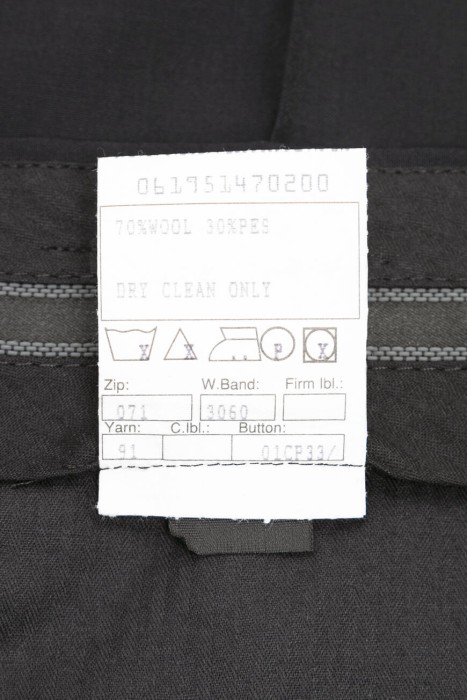 061951470200
70%WOOL 30%PES
DRY CLEAN ONLY
X X .. P X
Zip: W.Band: Firm lbl.:
071 3060
Yarn: C.lbl.: Button:
91 01CP33/